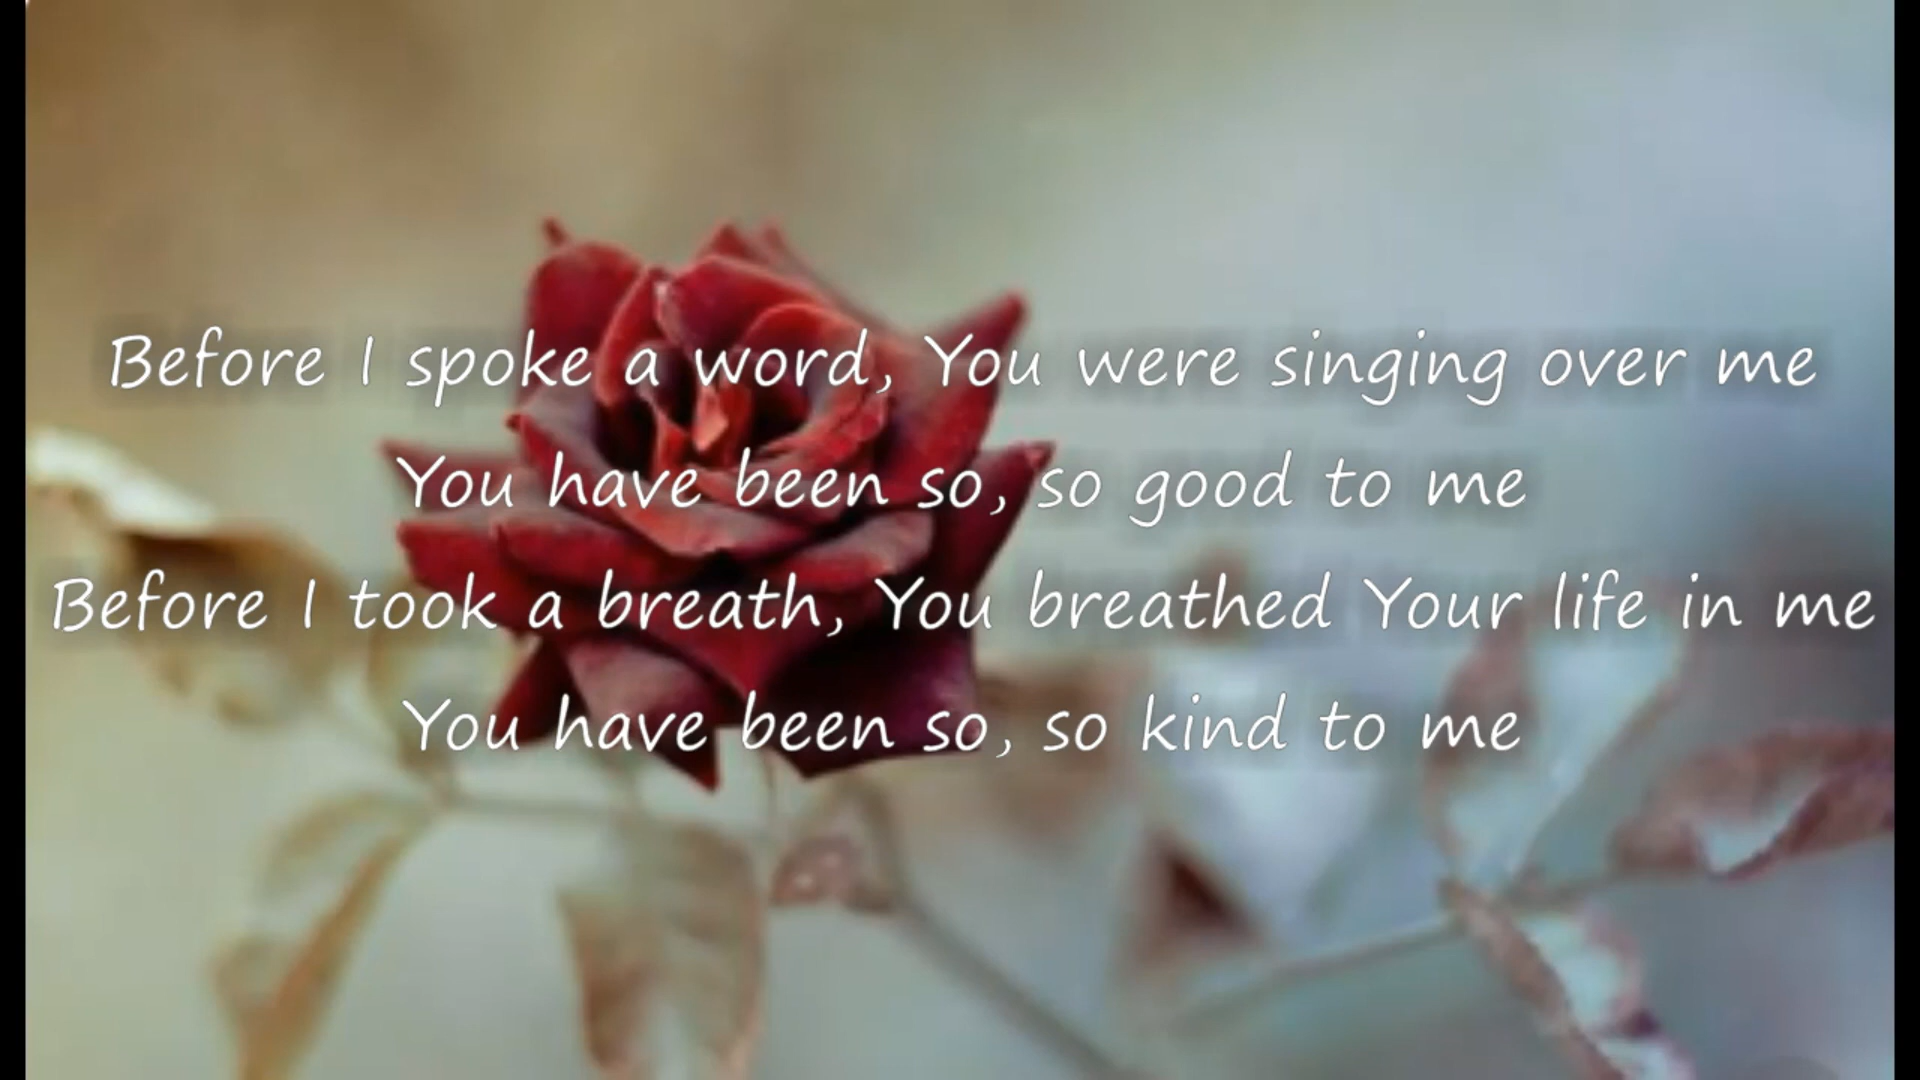 Before I spoke a word, You were singing over me
You have been so, so good to me
Before I took a breath, You breathed Your life in me
You have been so, so kind to me